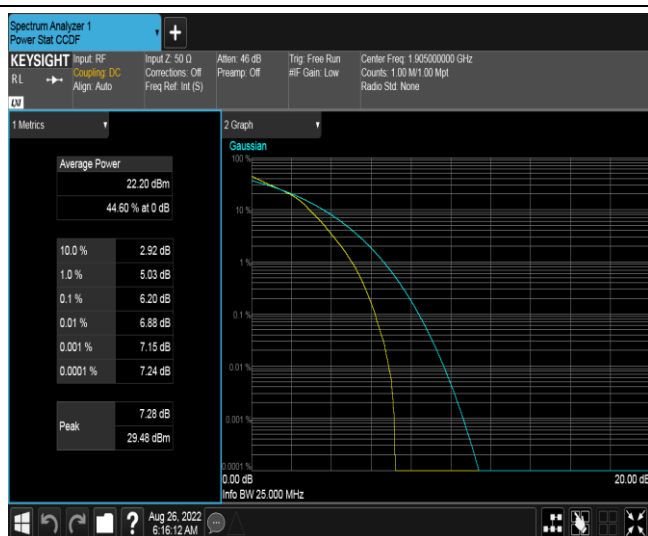 Spectrum Analyzer 1
Power Stat CCDF
+
KEYSIGHT Input: RF Input Z: 50 Ω Atten: 46 dB Trig: Free Run Center Freq: 1.905000000 GHz
RL Coupling: DC Corrections: Off Preamp: Off #IF Gain: Low Counts: 1.00 M/1.00 Mpt
Align: Auto Freq Ref: Int (S) Radio Std: None
LXI
1 Metrics
2 Graph
Average Power
22.20 dBm
44.60 % at 0 dB
10.0 % 2.92 dB
1.0 % 5.03 dB
0.1 % 6.20 dB
0.01 % 6.88 dB
0.001 % 7.15 dB
0.0001 % 7.24 dB
Peak 7.28 dB
29.48 dBm
Gaussian
100 %
10 %
1 %
0.1 %
0.01 %
0.001 %
0.0001 %
0.00 dB 20.00 dB
Info BW 25.000 MHz
? Aug 26, 2022
6:16:12 AM